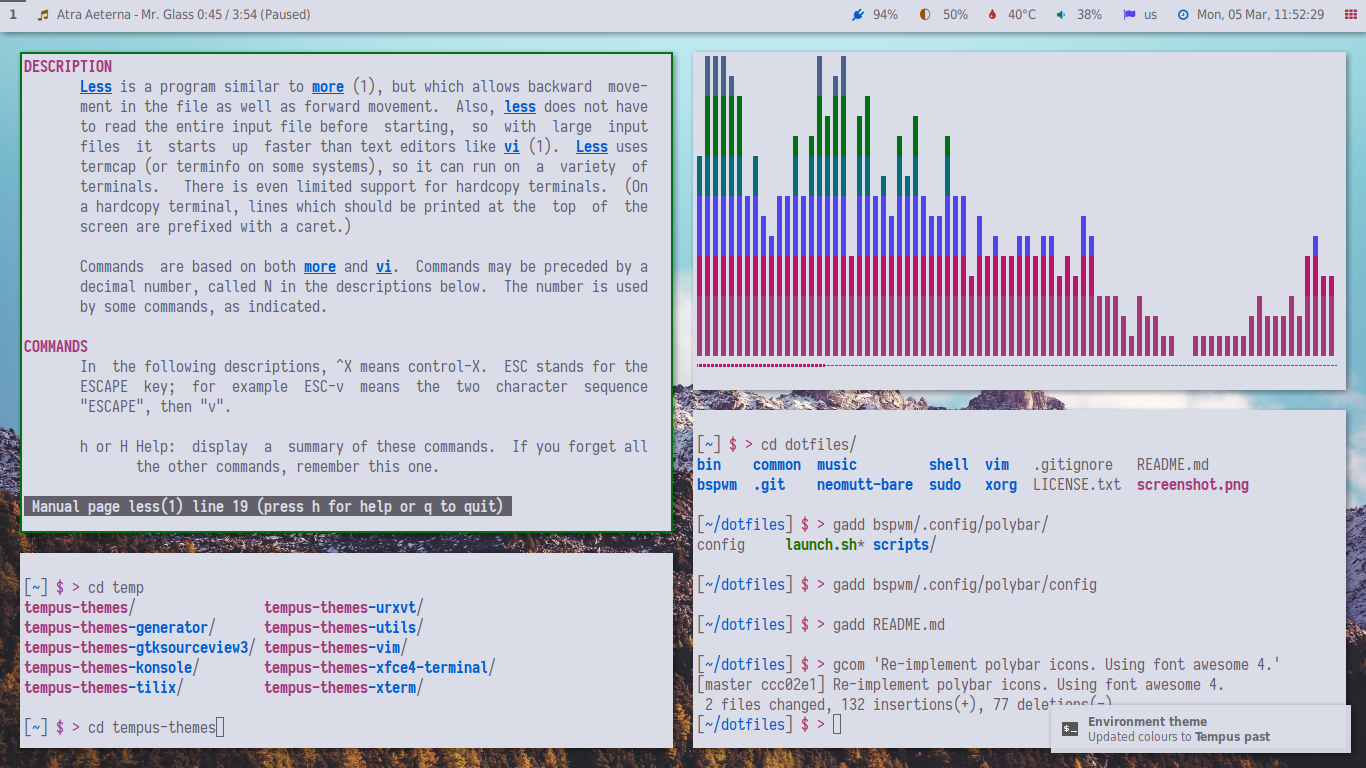 1 Atra Aeterna - Mr. Glass 0:45 / 3:54 (Paused) 94% 50% 40°C 38% us Mon, 05 Mar, 11:52:29
DESCRIPTION
Less is a program similar to more (1), but which allows backward move-
ment in the file as well as forward movement. Also, less does not have
to read the entire input file before starting, so with large input
files it starts up faster than text editors like vi (1). Less uses
termcap (or terminfo on some systems), so it can run on a variety of
terminals. There is even limited support for hardcopy terminals. (On
a hardcopy terminal, lines which should be printed at the top of the
screen are prefixed with a caret.)
Commands are based on both more and vi. Commands may be preceded by a
decimal number, called N in the descriptions below. The number is used
by some commands, as indicated.
COMMANDS
In the following descriptions, ^X means control-X. ESC stands for the
ESCAPE key; for example ESC-v means the two character sequence
"ESCAPE", then "v".
h or H Help: display a summary of these commands. If you forget all
the other commands, remember this one.
Manual page less(1) line 19 (press h for help or q to quit)
[~] $ > cd temp
tempus-themes/ tempus-themes-urxvt/
tempus-themes-generator/ tempus-themes-utils/
tempus-themes-gtksourceview3/ tempus-themes-vim/
tempus-themes-konsole/ tempus-themes-xfce4-terminal/
tempus-themes-tilix/ tempus-themes-xterm/
[~] $ > cd tempus-themes
[~] $ > cd dotfiles/
bin common music shell vim .gitignore README.md
bspwm .git neomutt-bare sudo xorg LICENSE.txt screenshot.png
[~/dotfiles] $ > gadd bspwm/.config/polybar/
config launch.sh* scripts/
[~/dotfiles] $ > gadd bspwm/.config/polybar/config
[~/dotfiles] $ > gadd README.md
[~/dotfiles] $ > gcom 'Re-implement polybar icons. Using font awesome 4.'
[master ccc02e1] Re-implement polybar icons. Using font awesome 4.
2 files changed, 132 insertions(+), 77 deletions(-)
[~/dotfiles] $ >
Environment theme
Updated colours to Tempus past